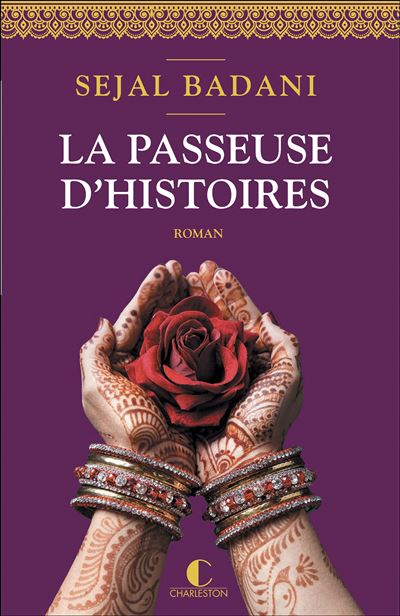 SEJAL BADANI
LA PASSEUSE
D'HISTOIRES
ROMAN
C
CHARLESTON